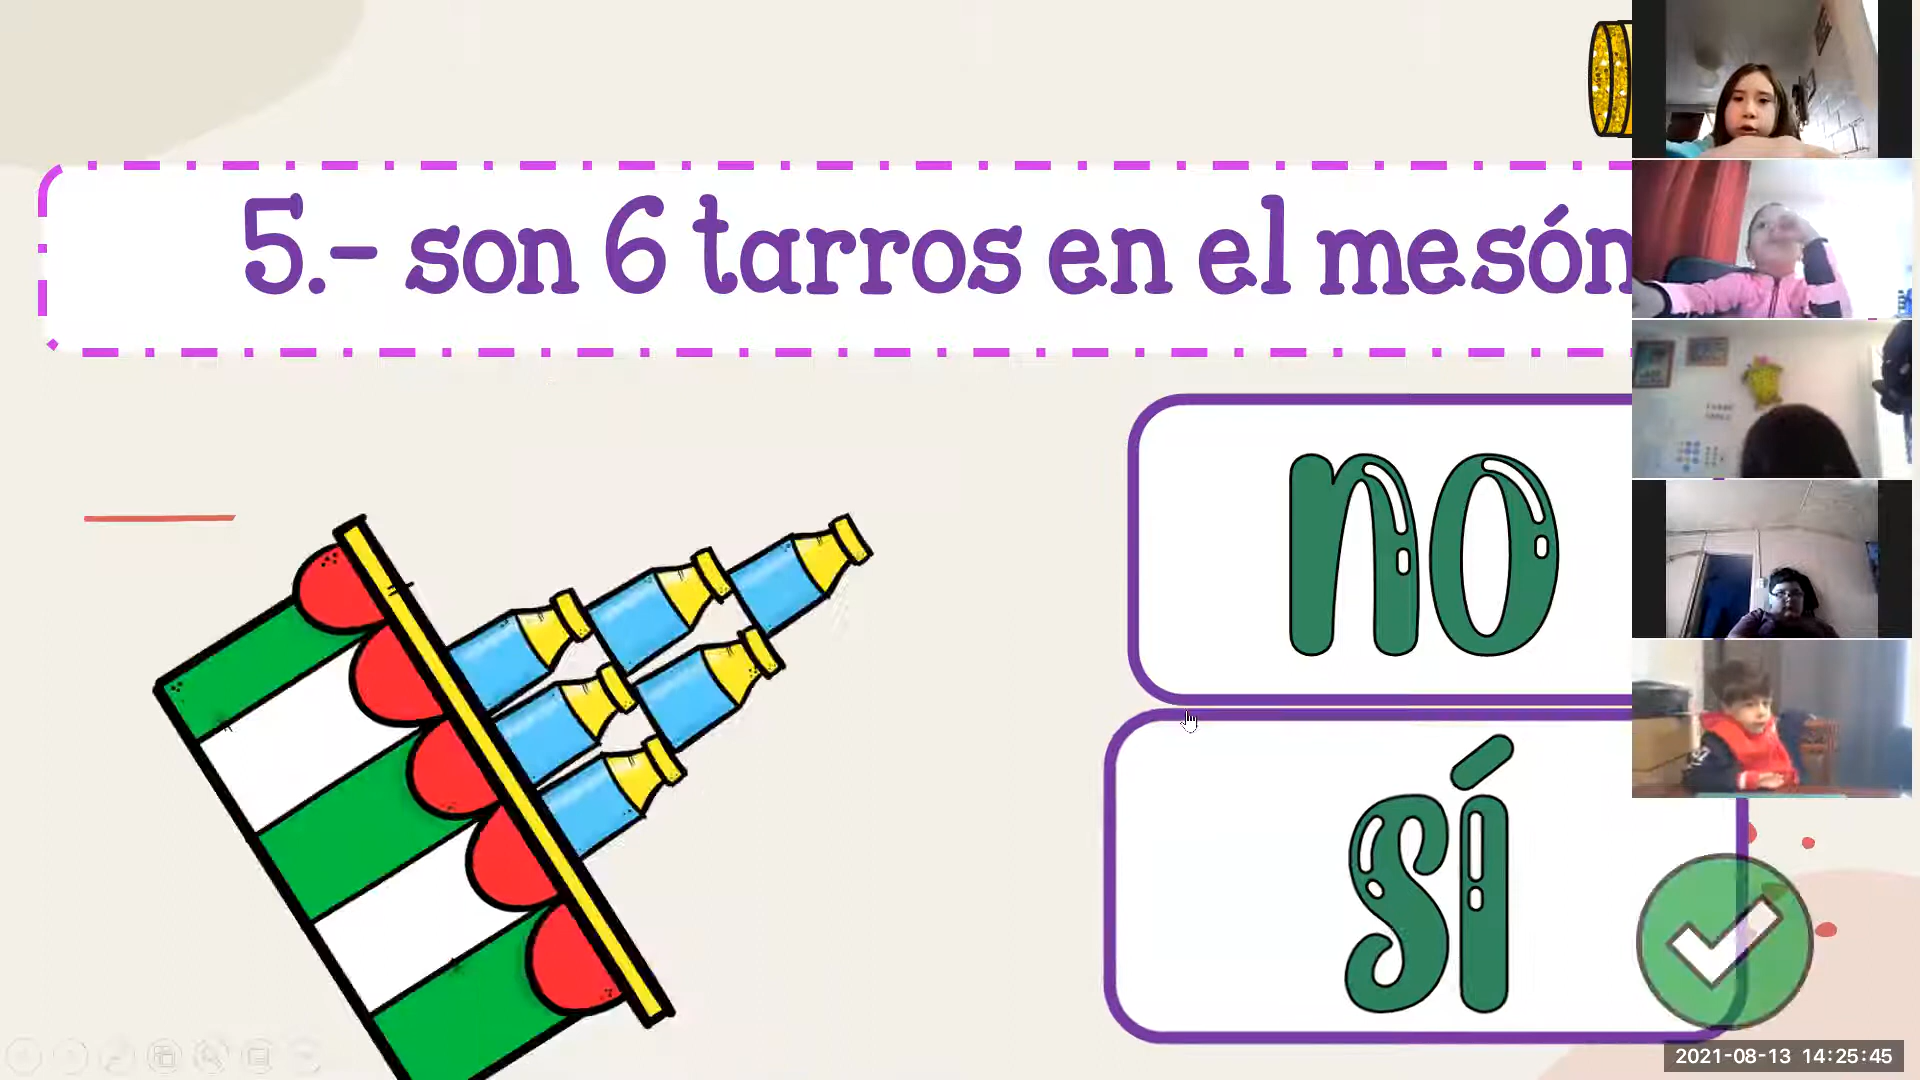 5.- son 6 tarros en el mesón
no
sí
2021-08-13 14:25:45